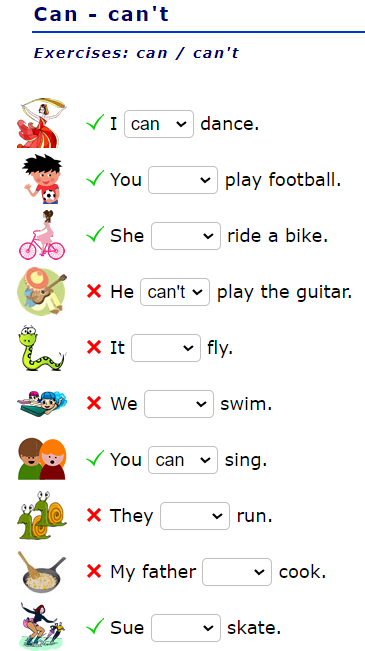 Can - can't
Exercises: can / can't
I can dance.
You play football.
She ride a bike.
He can't play the guitar.
It fly.
We swim.
You can sing.
They run.
My father cook.
Sue skate.